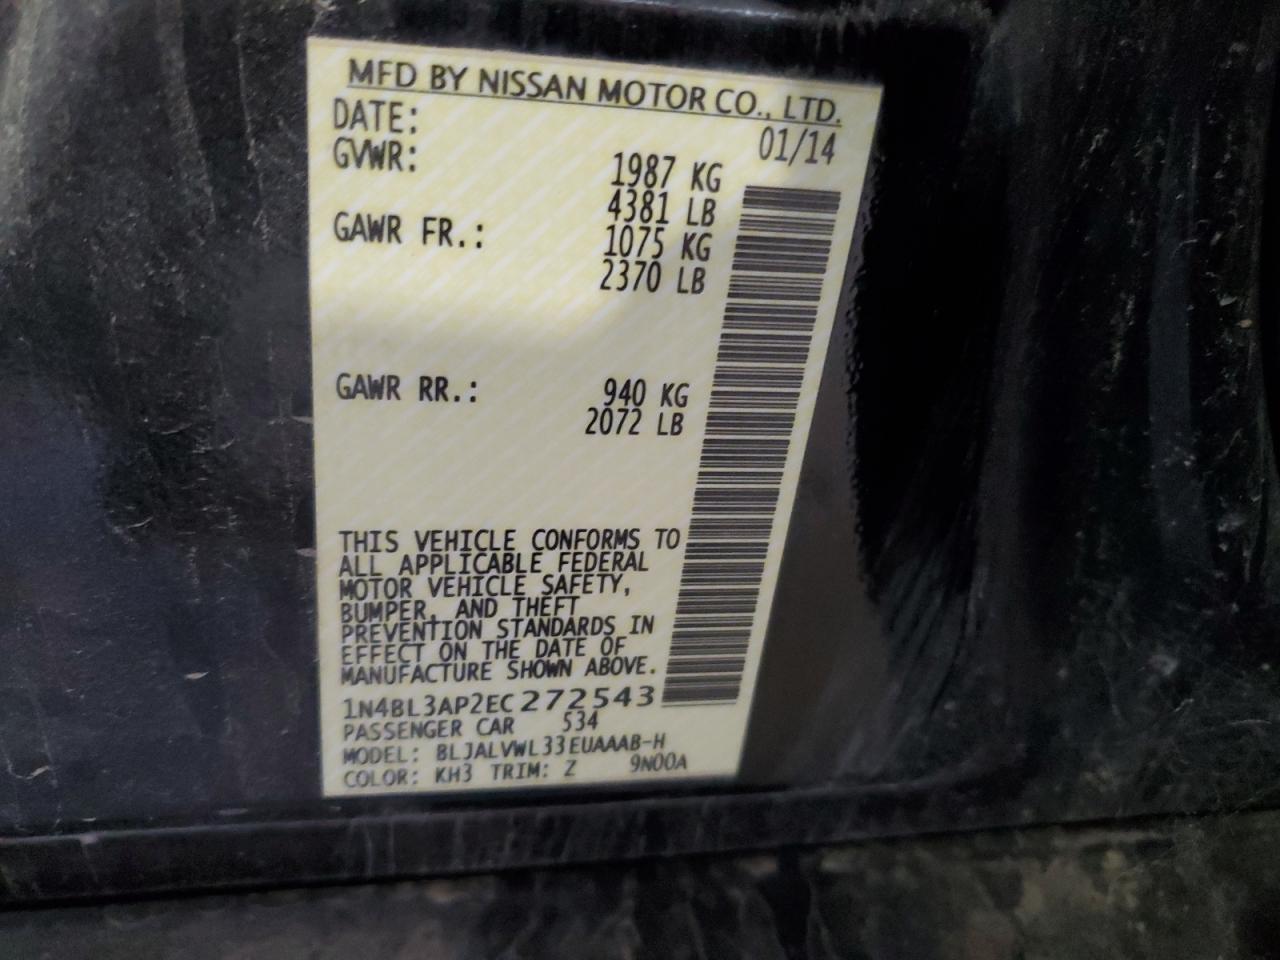 MFD BY NISSAN MOTOR CO., LTD.
DATE: 01/14
GVWR: 1987 KG
4381 LB
GAWR FR.: 1075 KG
2370 LB
GAWR RR.: 940 KG
2072 LB
THIS VEHICLE CONFORMS TO
ALL APPLICABLE FEDERAL
MOTOR VEHICLE SAFETY,
BUMPER, AND THEFT
PREVENTION STANDARDS IN
EFFECT ON THE DATE OF
MANUFACTURE SHOWN ABOVE.
1N4BL3AP2EC272543
PASSENGER CAR 534
MODEL: BLJALVWL33EUAAAB-H
COLOR: KH3 TRIM: Z 9N00A